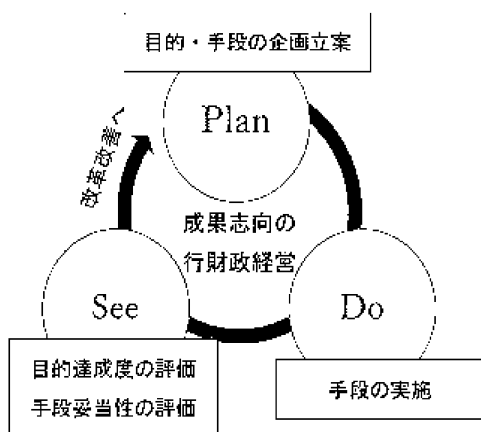 目的・手段の企画立案
Plan
改革改善へ
成果志向の
行財政経営
See
Do
目的達成度の評価
手段妥当性の評価
手段の実施